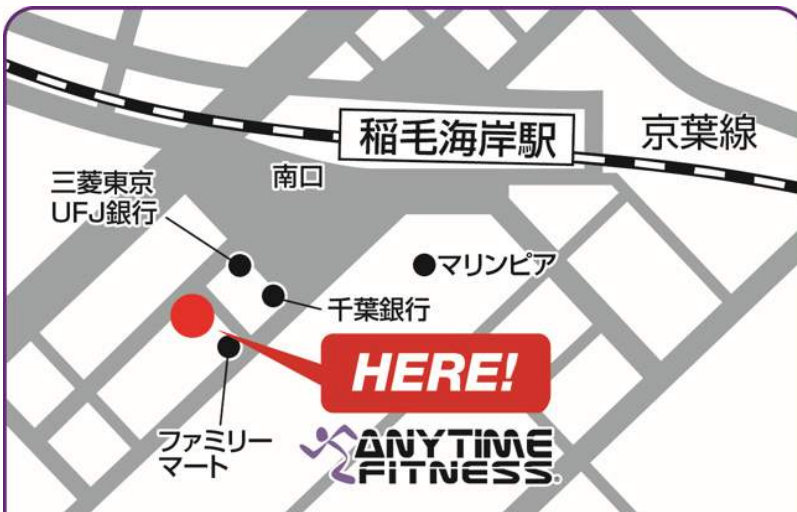 稲毛海岸駅
京葉線
南口
三菱東京
UFJ銀行
マリンピア
千葉銀行
HERE!
ファミリー
マート
ANYTIME
FITNESS®